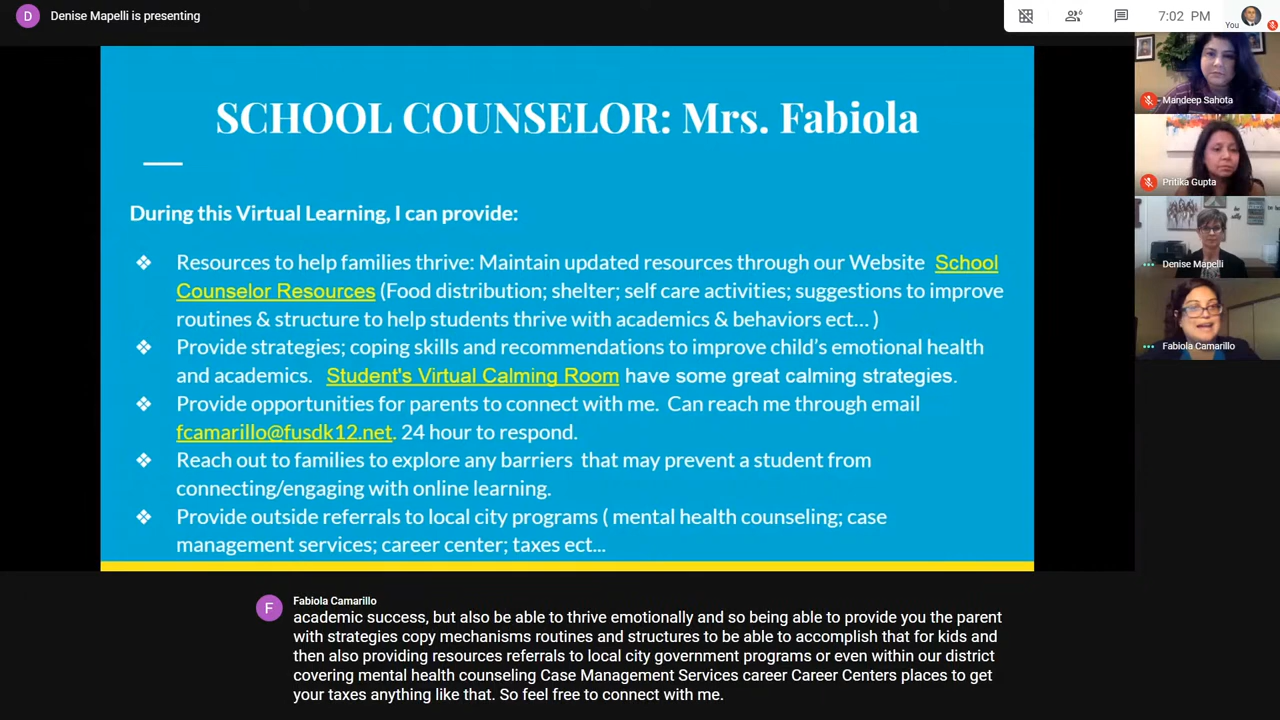 D
Denise Mapelli is presenting
6
7:02 PM
You
SCHOOL COUNSELOR: Mrs. Fabiola
During this Virtual Learning, I can provide:
❖ Resources to help families thrive: Maintain updated resources through our Website School
Counselor Resources (Food distribution; shelter; self care activities; suggestions to improve
routines & structure to help students thrive with academics & behaviors ect... )
❖ Provide strategies; coping skills and recommendations to improve child's emotional health
and academics. Student's Virtual Calming Room have some great calming strategies.
❖ Provide opportunities for parents to connect with me. Can reach me through email
fcamarillo@fusdk12.net. 24 hour to respond.
❖ Reach out to families to explore any barriers that may prevent a student from
connecting/engaging with online learning.
❖ Provide outside referrals to local city programs ( mental health counseling; case
management services; career center; taxes ect...
Mandeep Sahota
Pritika Gupta
Denise Mapelli
Fabiola Camarillo
F
Fabiola Camarillo
academic success, but also be able to thrive emotionally and so being able to provide you the parent
with strategies copy mechanisms routines and structures to be able to accomplish that for kids and
then also providing resources referrals to local city government programs or even within our district
covering mental health counseling Case Management Services career Career Centers places to get
your taxes anything like that. So feel free to connect with me.